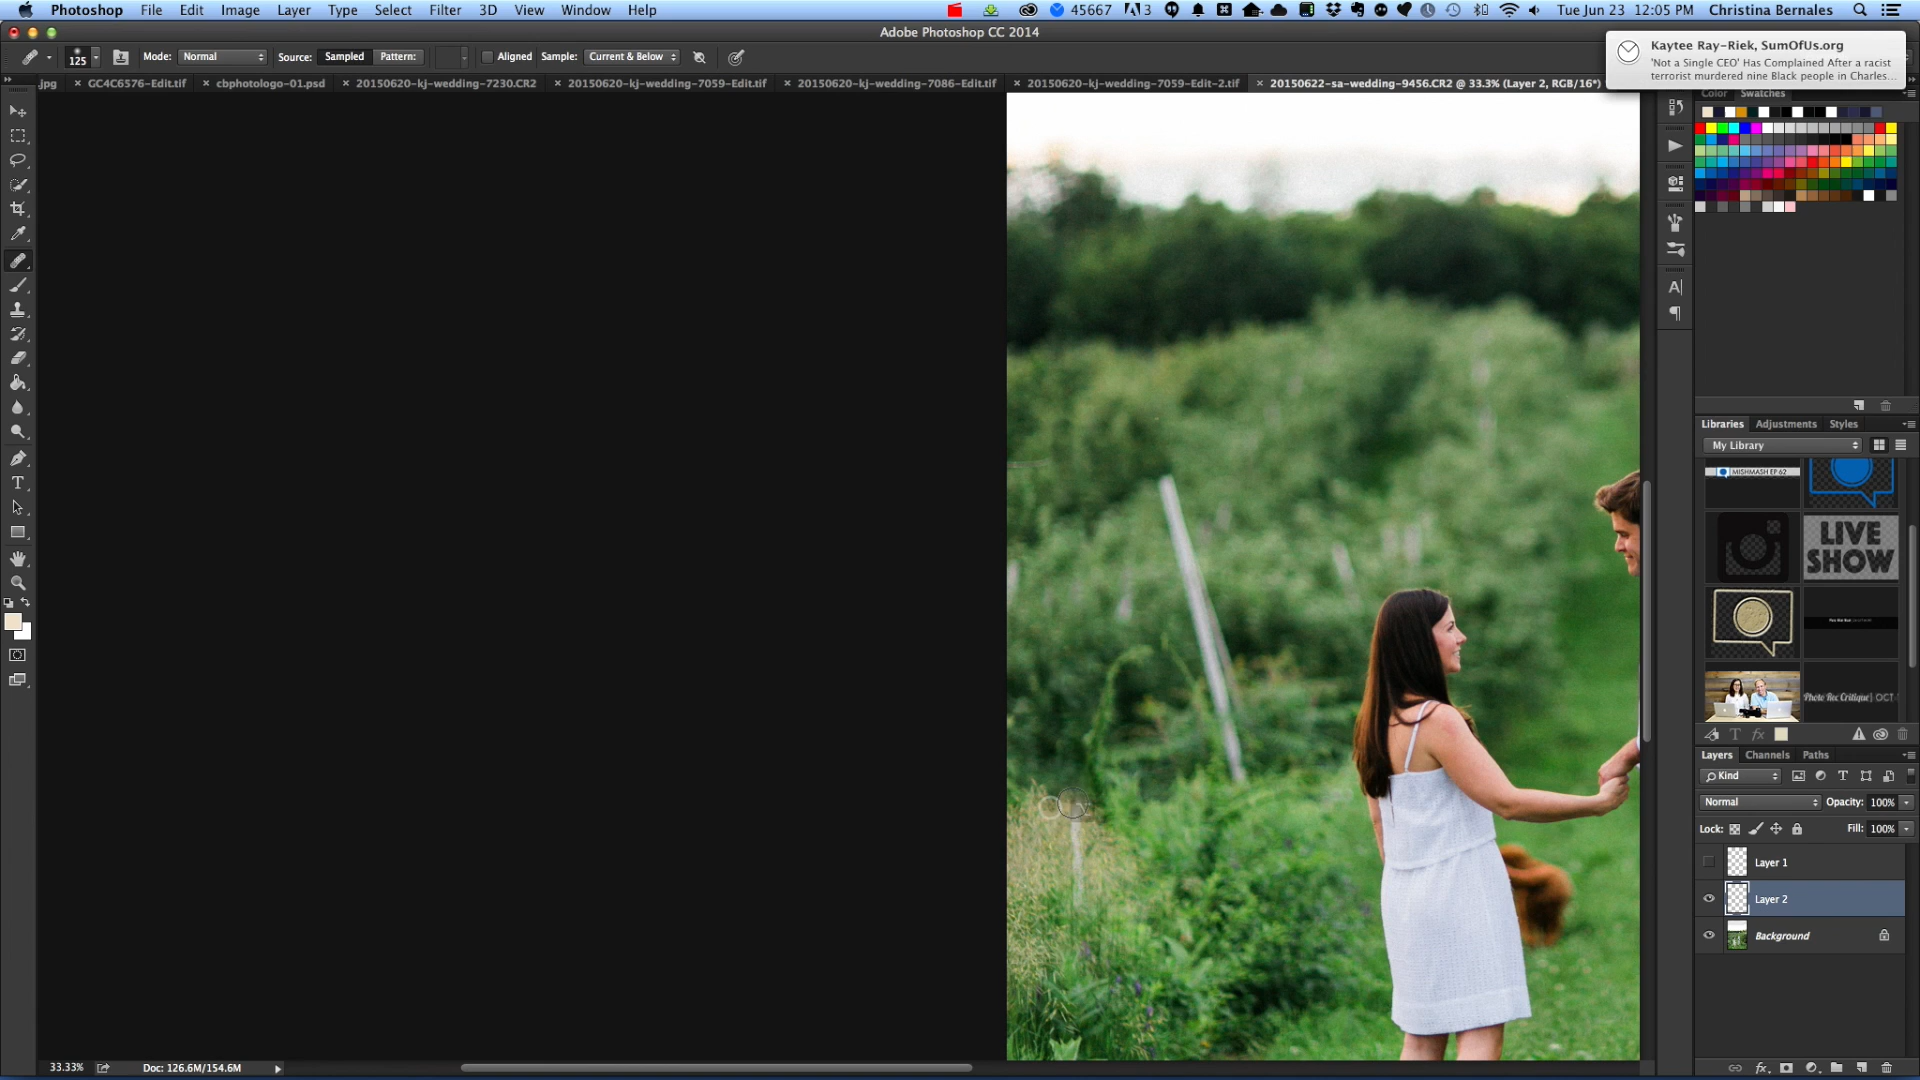 Photoshop File Edit Image Layer Type Select Filter 3D View Window Help 45667 3 Tue Jun 23 12:05 PM Christina Bernales
Adobe Photoshop CC 2014
125 Mode: Normal Source: Sampled Pattern: Aligned Sample: Current & Below
Kaytee Ray-Riek, SumOfUs.org
'Not a Single CEO' Has Complained After a racist
terrorist murdered nine Black people in Charles...
.jpg × GC4C6576-Edit.tif × cbphotologo-01.psd × 20150620-kj-wedding-7230.CR2 × 20150620-kj-wedding-7059-Edit.tif × 20150620-kj-wedding-7086-Edit.tif × 20150620-kj-wedding-7059-Edit-2.tif × 20150622-sa-wedding-9456.CR2 @ 33.3% (Layer 2, RGB/16*)
Color Swatches
Libraries Adjustments Styles
My Library
MISHMASH EP 62
LIVE
SHOW
Photo Rec Critique| OCT
Layers Channels Paths
Kind
Normal Opacity: 100%
Lock: Fill: 100%
Layer 1
Layer 2
Background
33.33% Doc: 126.6M/154.6M